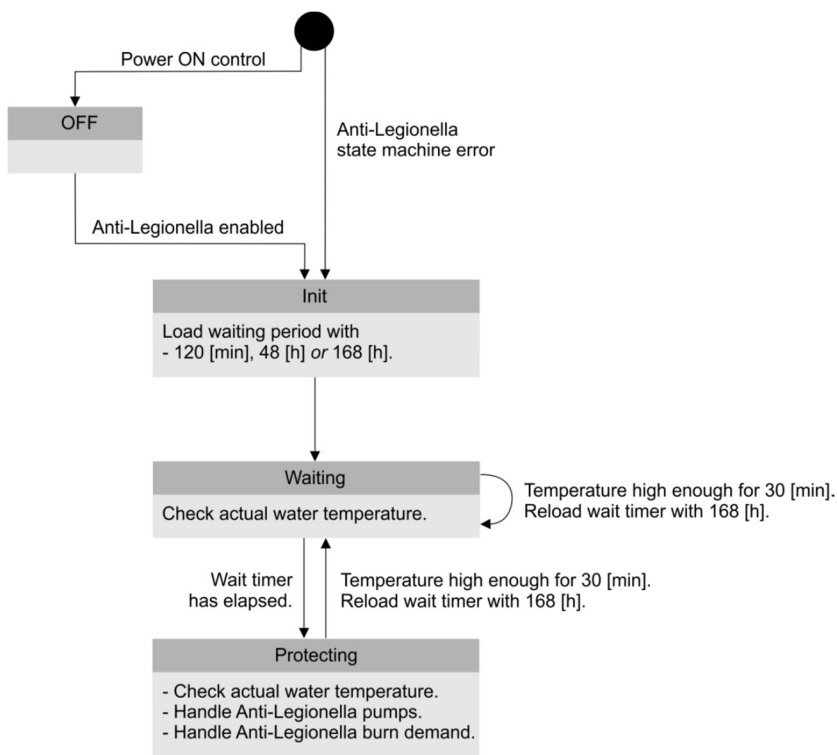 Power ON control
OFF
Anti-Legionella
state machine error
Anti-Legionella enabled
Init
Load waiting period with
- 120 [min], 48 [h] or 168 [h].
Waiting
Check actual water temperature.
Temperature high enough for 30 [min].
Reload wait timer with 168 [h].
Wait timer
has elapsed.
Temperature high enough for 30 [min].
Reload wait timer with 168 [h].
Protecting
- Check actual water temperature.
- Handle Anti-Legionella pumps.
- Handle Anti-Legionella burn demand.